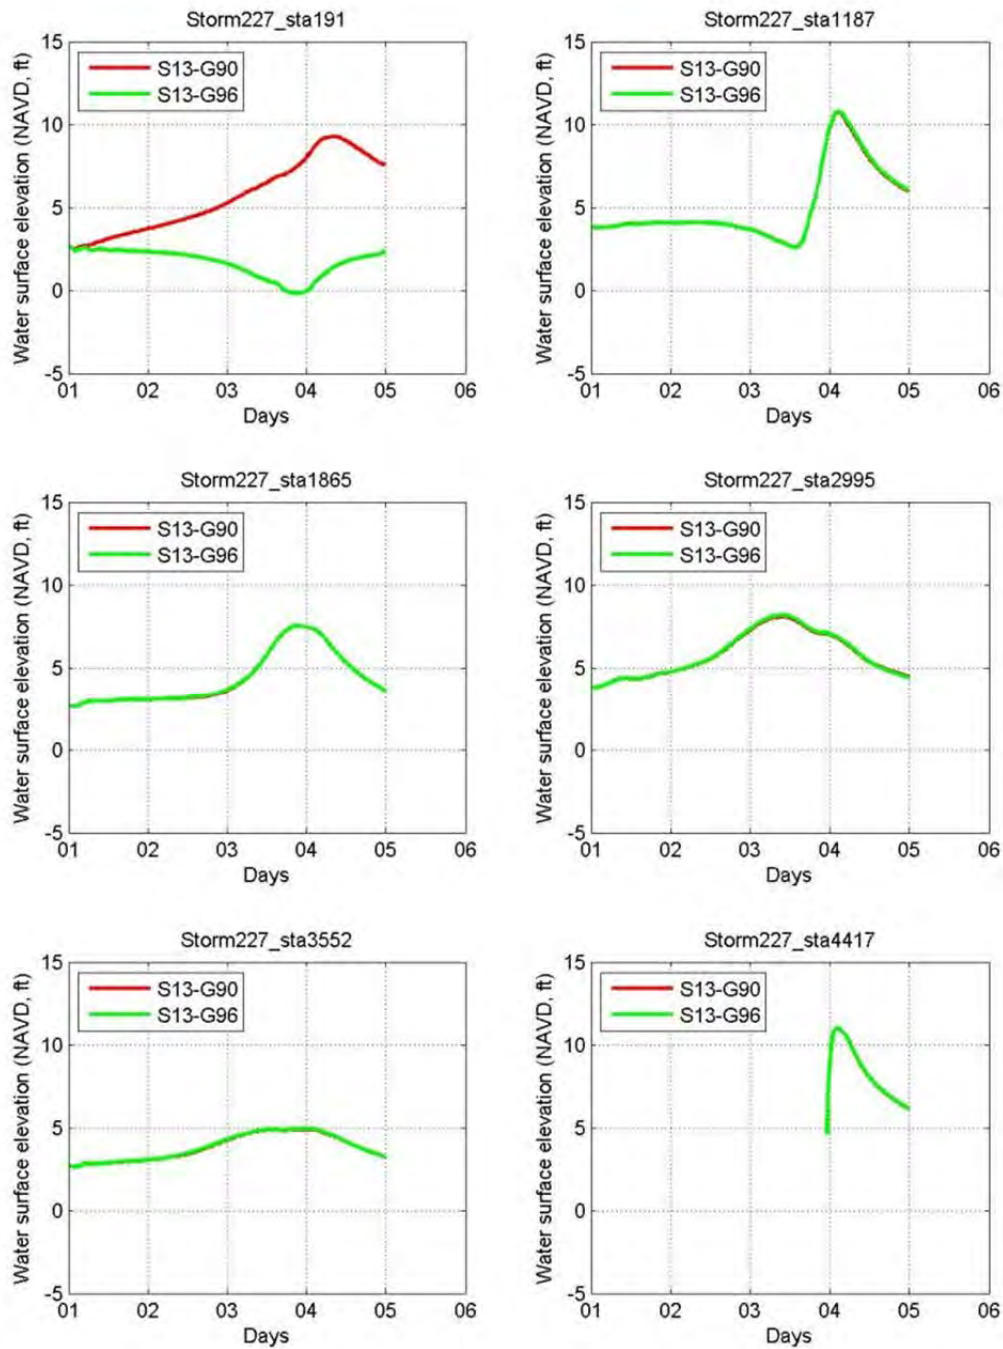 Storm227_sta191
15
10
5
0
-5
01 02 03 04 05 06
Days
Water surface elevation (NAVD, ft)
S13-G90
S13-G96
Storm227_sta1187
15
10
5
0
-5
01 02 03 04 05 06
Days
Water surface elevation (NAVD, ft)
S13-G90
S13-G96
Storm227_sta1865
15
10
5
0
-5
01 02 03 04 05 06
Days
Water surface elevation (NAVD, ft)
S13-G90
S13-G96
Storm227_sta2995
15
10
5
0
-5
01 02 03 04 05 06
Days
Water surface elevation (NAVD, ft)
S13-G90
S13-G96
Storm227_sta3552
15
10
5
0
-5
01 02 03 04 05 06
Days
Water surface elevation (NAVD, ft)
S13-G90
S13-G96
Storm227_sta4417
15
10
5
0
-5
01 02 03 04 05 06
Days
Water surface elevation (NAVD, ft)
S13-G90
S13-G96